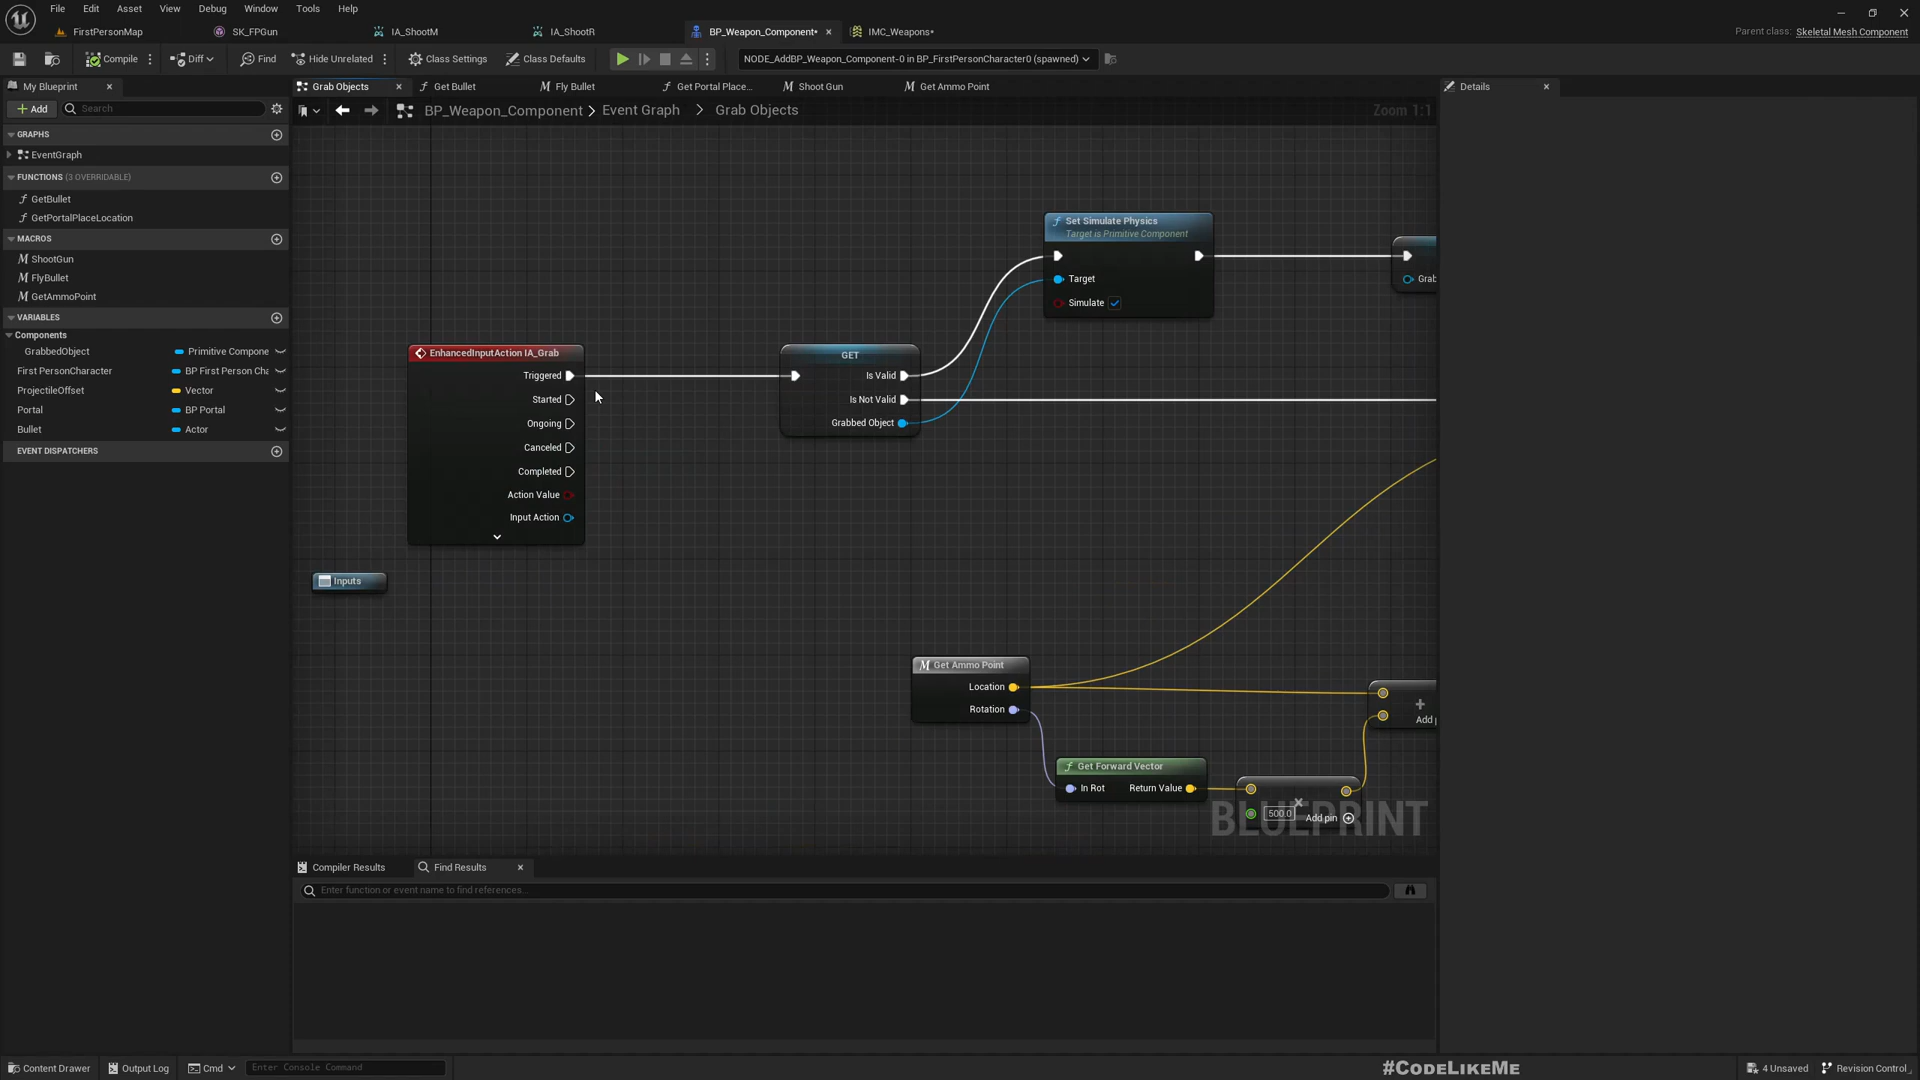 File Edit Asset View Debug Window Tools Help
FirstPersonMap SK_FPGun IA_ShootM IA_ShootR BP_Weapon_Component* IMC_Weapons*
Parent class: Skeletal Mesh Component
Compile Diff Find Hide Unrelated Class Settings Class Defaults NODE_AddBP_Weapon_Component-0 in BP_FirstPersonCharacter0 (spawned)
My Blueprint Grab Objects Get Bullet Fly Bullet Get Portal Place... Shoot Gun Get Ammo Point Details
Add Search
BP_Weapon_Component > Event Graph > Grab Objects Zoom 1:1
GRAPHS
EventGraph
FUNCTIONS (3 OVERRIDABLE)
GetBullet
GetPortalPlaceLocation
MACROS
ShootGun
FlyBullet
GetAmmoPoint
VARIABLES
Components
GrabbedObject Primitive Compone
First PersonCharacter BP First Person Cha
ProjectileOffset Vector
Portal BP Portal
Bullet Actor
EVENT DISPATCHERS
Set Simulate Physics
Target is Primitive Component
Target
Simulate
Grab
EnhancedInputAction IA_Grab
Triggered
Started
Ongoing
Canceled
Completed
Action Value
Input Action
GET
Is Valid
Is Not Valid
Grabbed Object
Inputs
Get Ammo Point
Location
Rotation
Add p
Get Forward Vector
In Rot Return Value
500.0 Add pin
BLUEPRINT
Compiler Results Find Results
Enter function or event name to find references...
Content Drawer Output Log Cmd Enter Console Command
#CodeLikeMe
4 Unsaved Revision Control